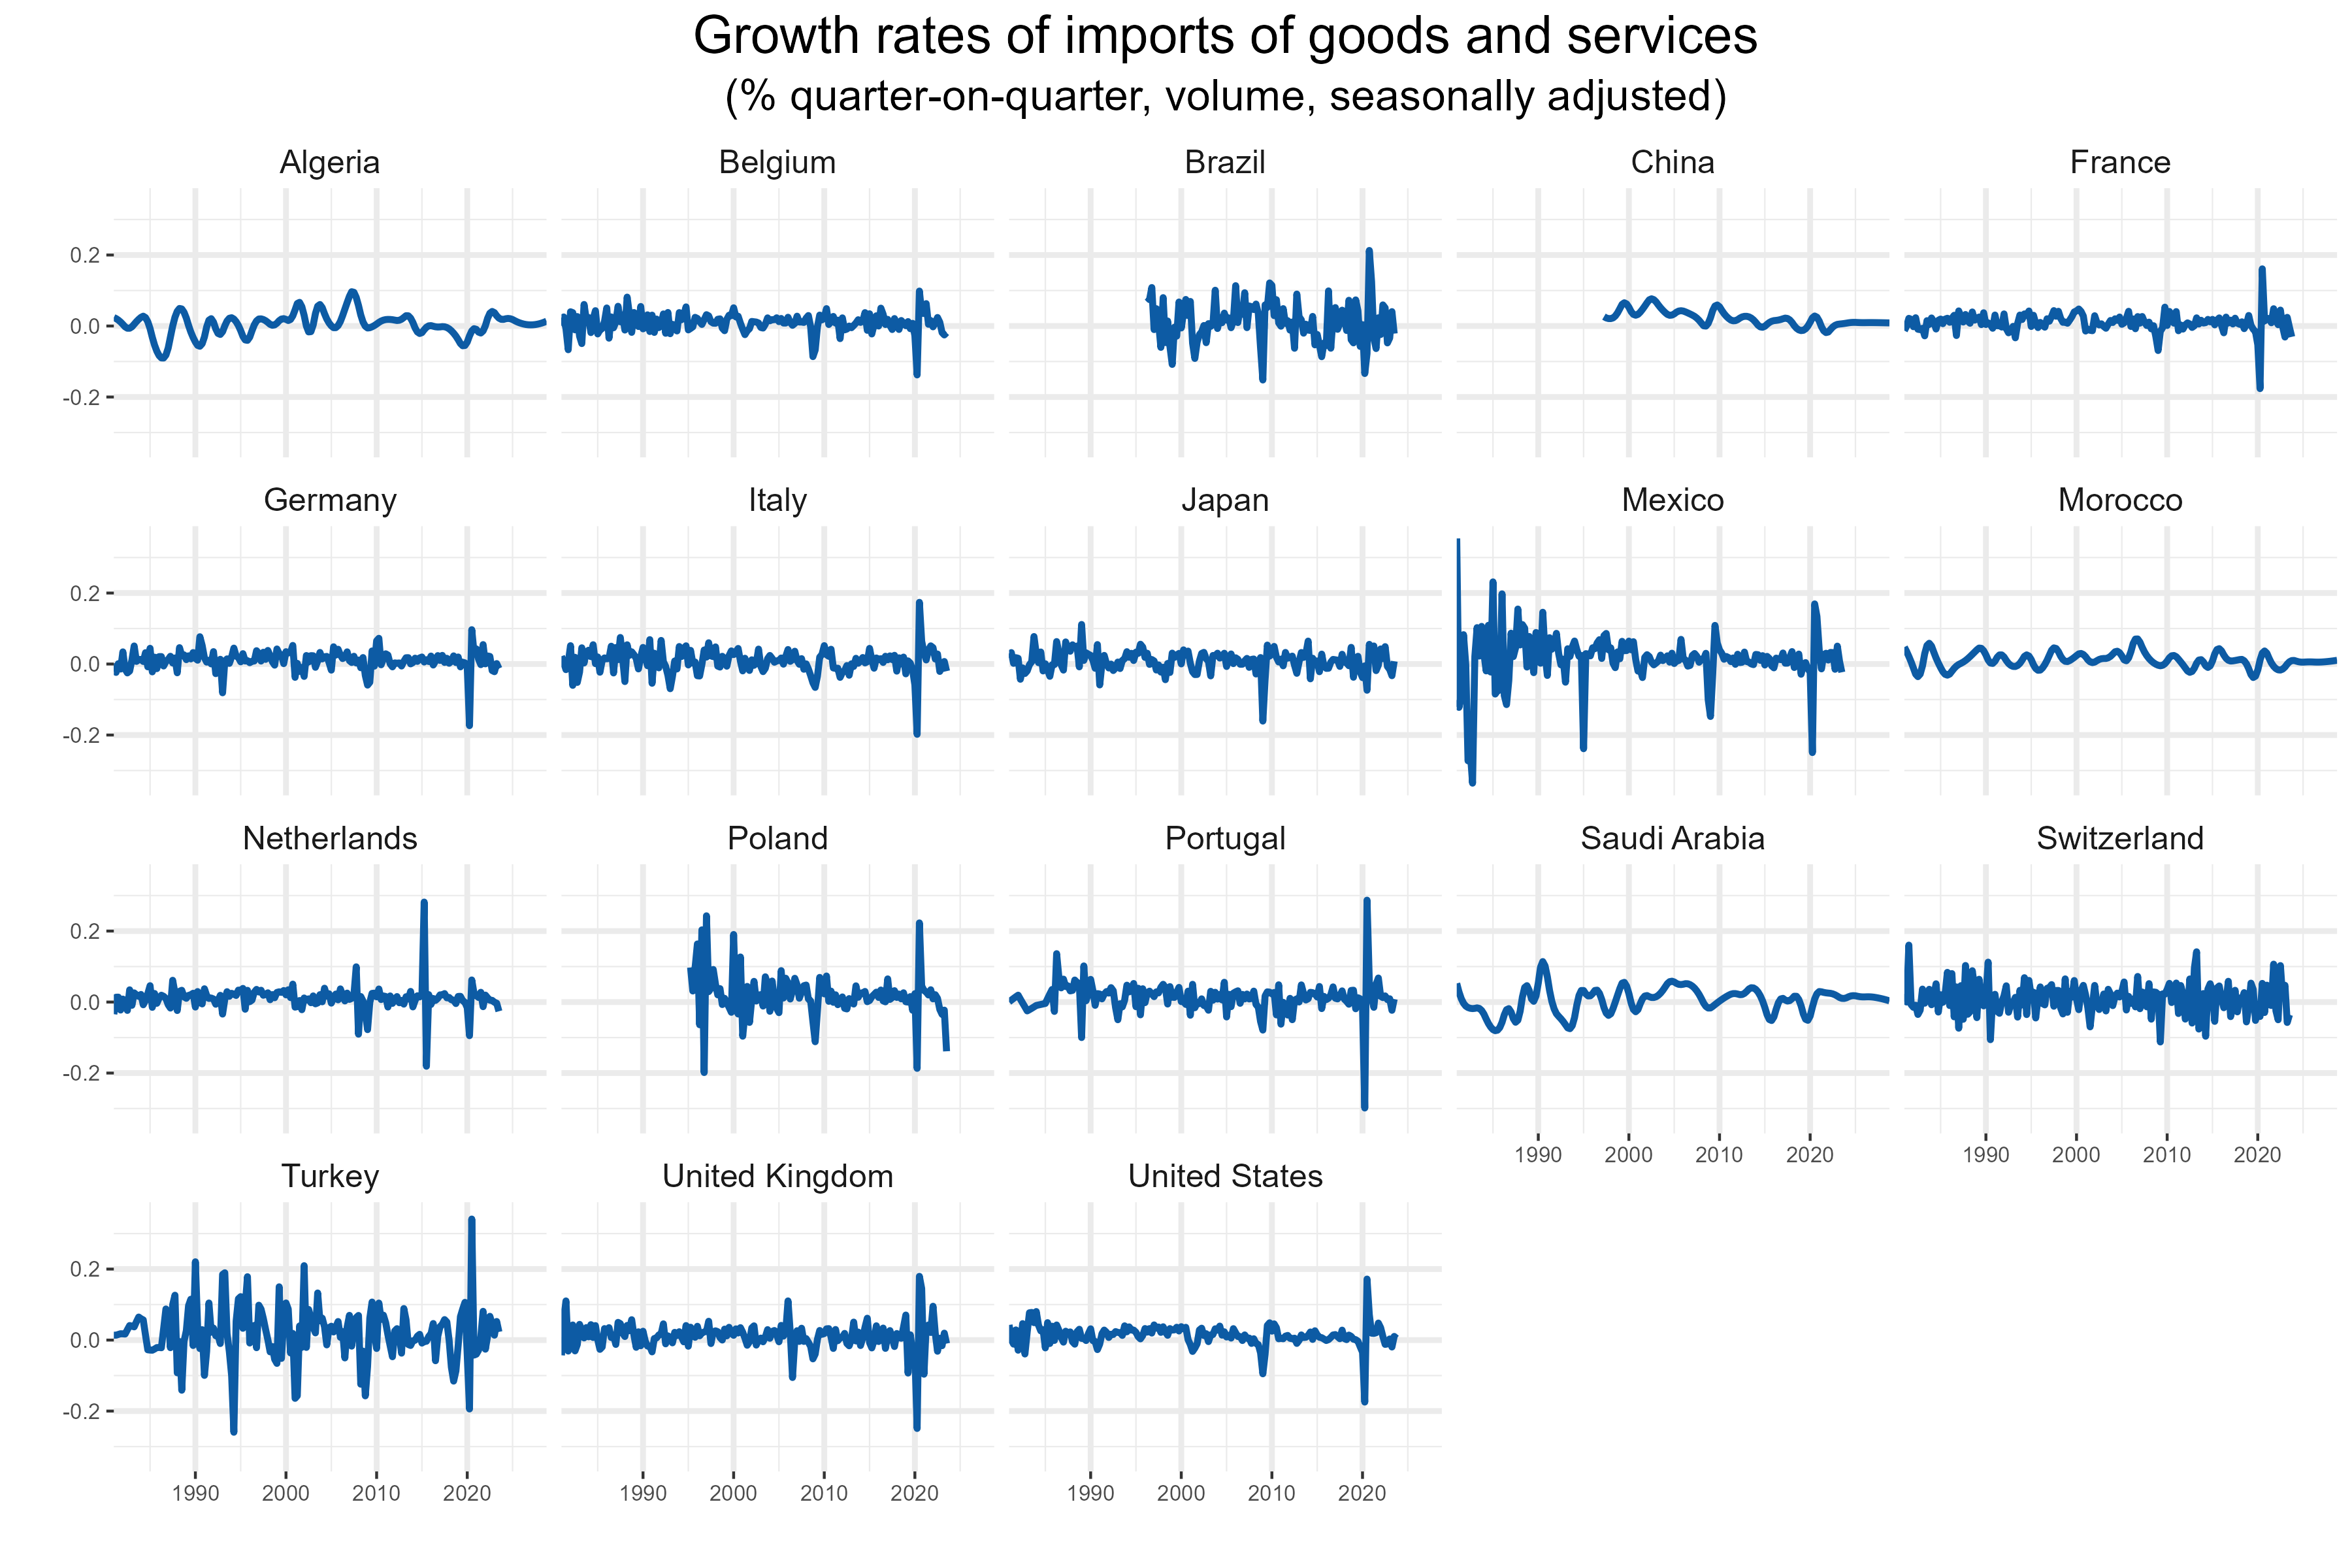 Growth rates of imports of goods and services
(% quarter-on-quarter, volume, seasonally adjusted)
Algeria Belgium Brazil China France
0.2
0.0
-0.2
Germany Italy Japan Mexico Morocco
0.2
0.0
-0.2
Netherlands Poland Portugal Saudi Arabia Switzerland
0.2
0.0
-0.2
1990 2000 2010 2020 1990 2000 2010 2020
Turkey United Kingdom United States
0.2
0.0
-0.2
1990 2000 2010 2020 1990 2000 2010 2020 1990 2000 2010 2020